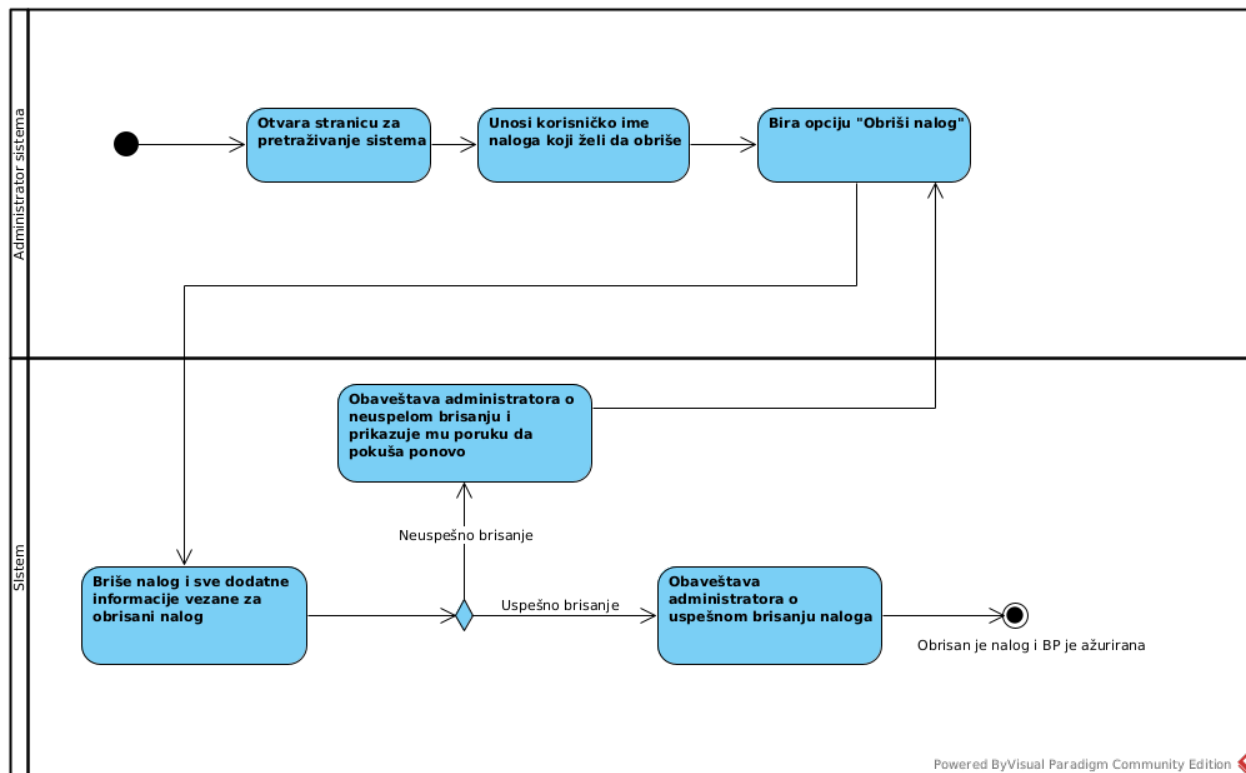 Administrator sistema
Otvara stranicu za
pretraživanje sistema
Unosi korisničko ime
naloga koji želi da obriše
Bira opciju "Obriši nalog"
SIstem
Obaveštava administratora o
neuspelom brisanju i
prikazuje mu poruku da
pokuša ponovo
Neuspešno brisanje
Briše nalog i sve dodatne
informacije vezane za
obrisani nalog
Uspešno brisanje
Obaveštava
administratora o
uspešnom brisanju naloga
Obrisan je nalog i BP je ažurirana
Powered ByVisual Paradigm Community Edition